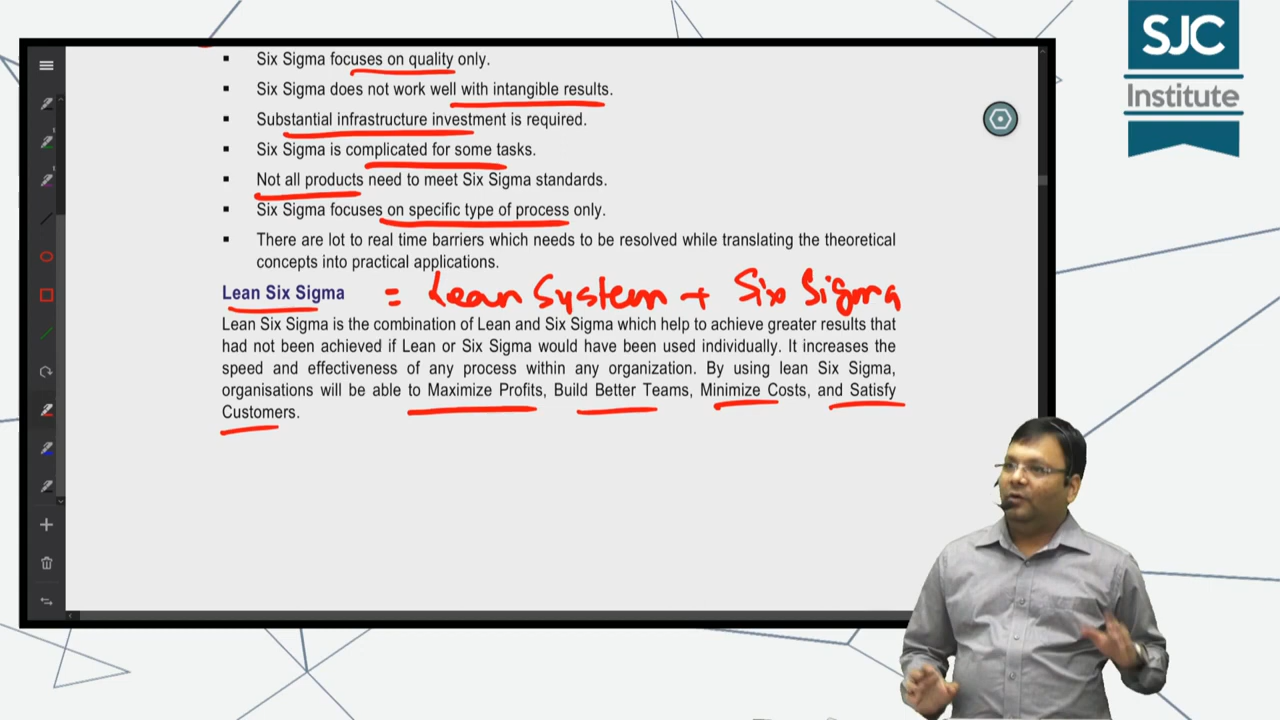 SJC
Institute
▪ Six Sigma focuses on quality only.
▪ Six Sigma does not work well with intangible results.
▪ Substantial infrastructure investment is required.
▪ Six Sigma is complicated for some tasks.
▪ Not all products need to meet Six Sigma standards.
▪ Six Sigma focuses on specific type of process only.
▪ There are lot to real time barriers which needs to be resolved while translating the theoretical
concepts into practical applications.
Lean Six Sigma = Lean System + Six Sigma
Lean Six Sigma is the combination of Lean and Six Sigma which help to achieve greater results that
had not been achieved if Lean or Six Sigma would have been used individually. It increases the
speed and effectiveness of any process within any organization. By using lean Six Sigma,
organisations will be able to Maximize Profits, Build Better Teams, Minimize Costs, and Satisfy
Customers.